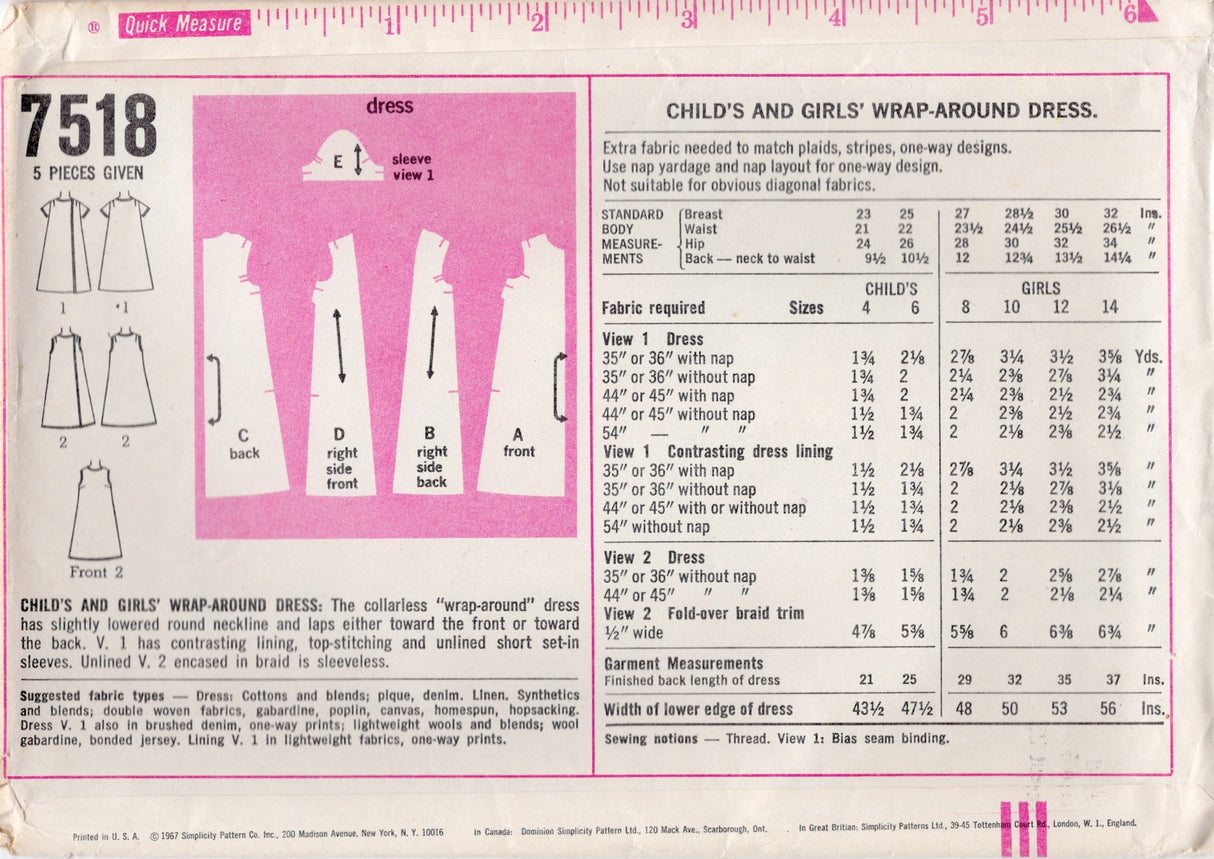 ® Quick Measure 1 2 3 4 5 6
7518
5 PIECES GIVEN
1 •1
2 2
Front 2
dress
E sleeve
view 1
C
back
D
right
side
front
B
right
side
back
A
front
CHILD'S AND GIRLS' WRAP-AROUND DRESS: The collarless "wrap-around" dress
has slightly lowered round neckline and laps either toward the front or toward
the back. V. 1 has contrasting lining, top-stitching and unlined short set-in
sleeves. Unlined V. 2 encased in braid is sleeveless.
Suggested fabric types — Dress: Cottons and blends; pique, denim. Linen. Synthetics
and blends; double woven fabrics, gabardine, poplin, canvas, homespun, hopsacking.
Dress V. 1 also in brushed denim, one-way prints; lightweight wools and blends; wool
gabardine, bonded jersey. Lining V. 1 in lightweight fabrics, one-way prints.
CHILD'S AND GIRLS' WRAP-AROUND DRESS.
Extra fabric needed to match plaids, stripes, one-way designs.
Use nap yardage and nap layout for one-way design.
Not suitable for obvious diagonal fabrics.
STANDARD Breast 23 25 27 28½ 30 32 Ins.
BODY Waist 21 22 23½ 24½ 25½ 26½ "
MEASURE- Hip 24 26 28 30 32 34 "
MENTS Back — neck to waist 9½ 10½ 12 12¾ 13½ 14¼ "
CHILD'S GIRLS
Fabric required Sizes 4 6 8 10 12 14
View 1 Dress
35" or 36" with nap 1¾ 2⅛ 2⅞ 3¼ 3½ 3⅝ Yds.
35" or 36" without nap 1¾ 2 2¼ 2⅜ 2⅞ 3¼ "
44" or 45" with nap 1¾ 2 2¼ 2⅜ 2½ 2¾ "
44" or 45" without nap 1½ 1¾ 2 2⅜ 2½ 2¾ "
54" — " " 1½ 1¾ 2 2⅛ 2⅜ 2½ "
View 1 Contrasting dress lining
35" or 36" with nap 1½ 2⅛ 2⅞ 3¼ 3½ 3⅝ "
35" or 36" without nap 1½ 1¾ 2 2⅛ 2⅞ 3⅛ "
44" or 45" with or without nap 1½ 1¾ 2 2⅛ 2⅜ 2½ "
54" without nap 1½ 1¾ 2 2⅛ 2⅜ 2½ "
View 2 Dress
35" or 36" without nap 1⅜ 1⅝ 1¾ 2 2⅝ 2⅞ "
44" or 45" " " 1⅜ 1⅝ 1¾ 2 2⅛ 2¼ "
View 2 Fold-over braid trim
½" wide 4⅞ 5⅜ 5⅝ 6 6⅜ 6¾ "
Garment Measurements
Finished back length of dress 21 25 29 32 35 37 Ins.
Width of lower edge of dress 43½ 47½ 48 50 53 56 Ins.
Sewing notions — Thread. View 1: Bias seam binding.
Printed in U. S. A. © 1967 Simplicity Pattern Co. Inc., 200 Madison Avenue, New York, N. Y. 10016 In Canada: Dominion Simplicity Pattern Ltd., 120 Mack Ave., Scarborough, Ont. . In Great Britian: Simplicity Patterns Ltd., 39-45 Tottenham Court Rd., London, W. 1., England.